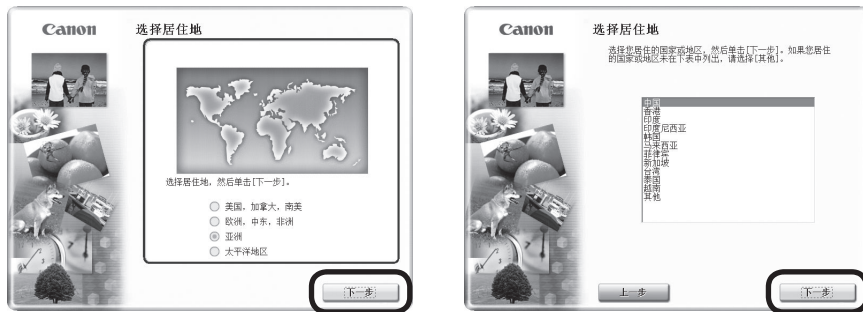 Canon
选择居住地
选择居住地，然后单击[下一步]。
美国，加拿大，南美
欧洲，中东，非洲
亚洲
太平洋地区
下一步
Canon
选择居住地
选择您居住的国家或地区，然后单击[下一步]。如果您居住
的国家或地区未在下表中列出，请选择[其他]。
中国
香港
印度
印度尼西亚
韩国
马来西亚
菲律宾
新加坡
台湾
泰国
越南
其他
上一步
下一步